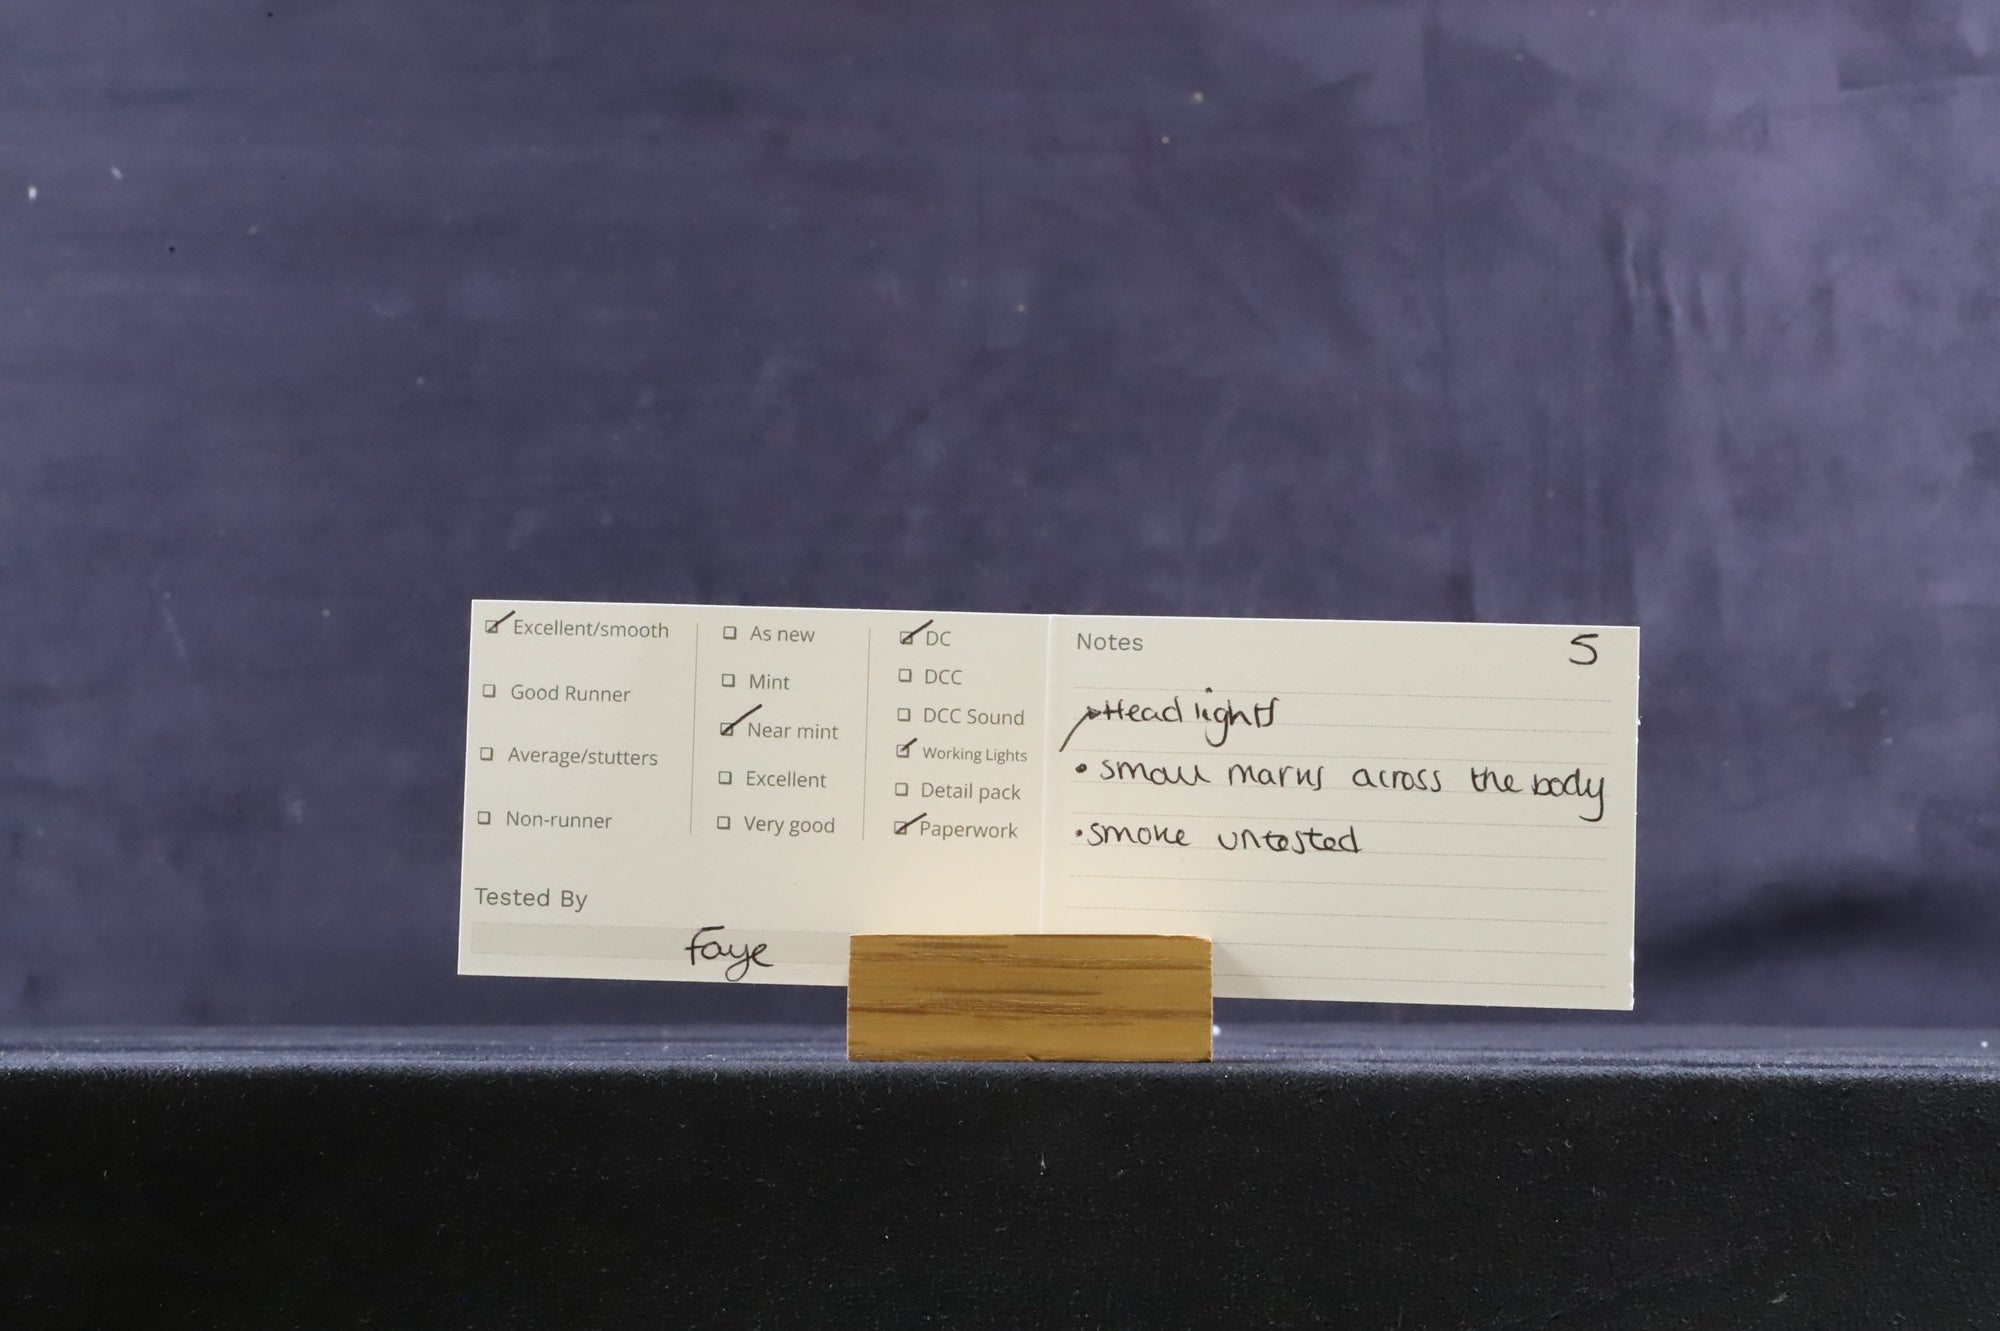 Excellent/smooth
Good Runner
Average/stutters
Non-runner
As new
Mint
Near mint
Excellent
Very good
DC
DCC
DCC Sound
Working Lights
Detail pack
Paperwork
Tested By
Faye
Notes
5
Head lights
• small marks across the body
• smoke untested